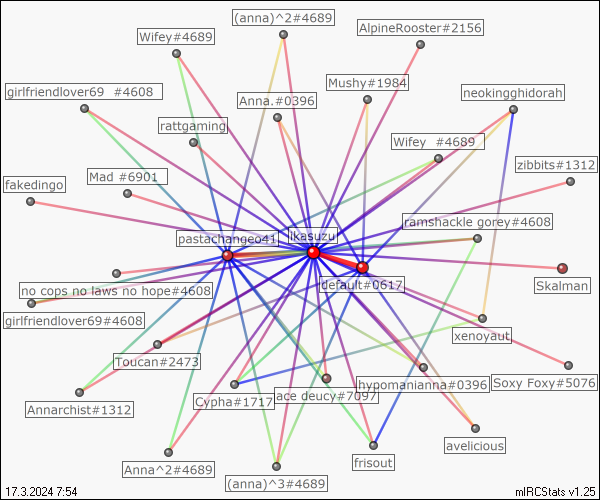 (anna)^2#4689
AlpineRooster#2156
Wifey#4689
Mushy#1984
girlfriendlover69 #4608
neokingghidorah
Anna.#0396
rattgaming
Wifey #4689
zibbits#1312
Mad #6901
fakedingo
ramshackle gorey#4608
ikasuzu
pastachangeo41
default#0617
Skalman
no cops no laws no hope#4608
girlfriendlover69#4608
xenoyaut
Toucan#2473
hypomanianna#0396
Soxy Foxy#5076
ace deucy#7097
Cypha#1717
Annarchist#1312
avelicious
frisout
Anna^2#4689
(anna)^3#4689
17.3.2024 7:54
mIRCStats v1.25